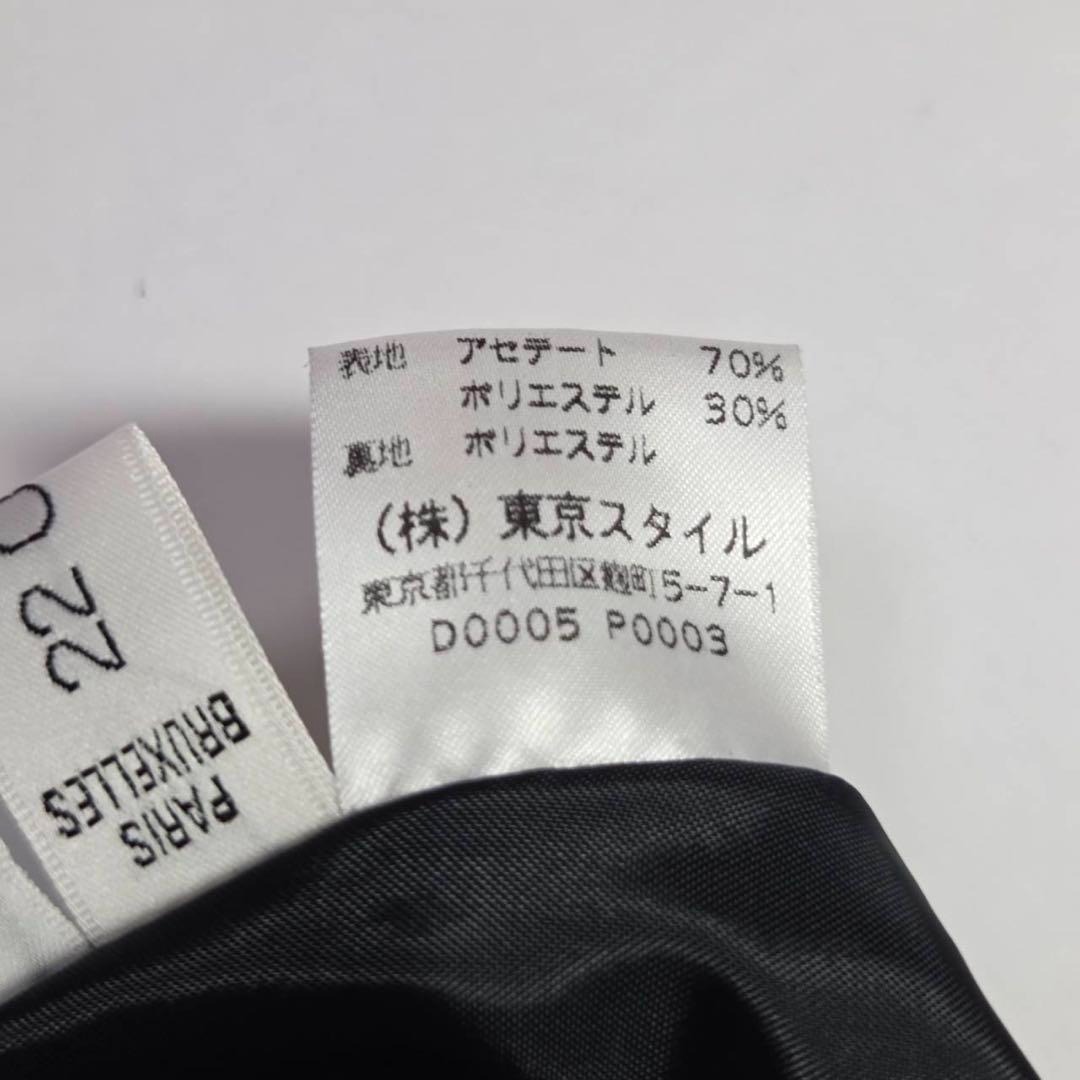 表地 アセテート 70%
ポリエステル 30%
裏地 ポリエステル
(株)東京スタイル
東京都千代田区麹町5-7-1
D0005 P0003
22
PARIS
BRUXELLES